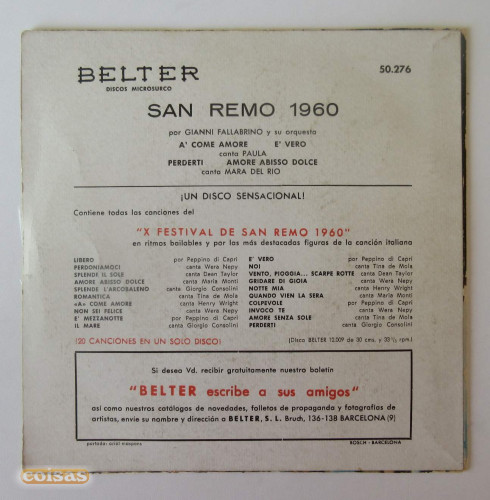 BELTER
DISCOS MICROSURCO
50.276
SAN REMO 1960
por GIANNI FALLABRINO y su orquesta
A' COME AMORE E' VERO
canta PAULA
PERDERTI AMORE ABISSO DOLCE
canta MARA DEL RIO
¡UN DISCO SENSACIONAL!
Contiene todas las canciones del
"X FESTIVAL DE SAN REMO 1960"
en ritmos bailables y por las más destacadas figuras de la canción italiana
LIBERO por Peppino di Capri
PERDONIAMOCI canta Wera Nepy
SPLENDE IL SOLE canta Dean Taylor
AMORE ABISSO DOLCE canta Maria Monti
SPLENDE L'ARCOBALENO canta Giorgio Consolini
ROMANTICA canta Tina de Mola
«A» COME AMORE canta Henry Wright
NON SEI FELICE canta Wera Nepy
E' MEZZANOTTE por Peppino di Capri
IL MARE canta Giorgio Consolini
E' VERO por Peppino di Capri
NOI canta Tina de Mola
VENTO, PIOGGIA... SCARPE ROTTE canta Dean Taylor
GRIDARE DI GIOIA canta Wera Nepy
NOTTE MIA canta Henry Wright
QUANDO VIEN LA SERA canta Maria Monti
COLPEVOLE por Peppino di Capri
INVOCO TE canta Wera Nepy
AMORE SENZA SOLE por Peppino di Capri
PERDERTI canta Giorgio Consolini
¡20 CANCIONES EN UN SOLO DISCO!
(Disco BELTER 12.509 de 30 cms. y 33⅓ rpm.)
Si desea Vd. recibir gratuitamente nuestro boletín
"BELTER escribe a sus amigos"
así como nuestros catálogos de novedades, folletos de propaganda y fotografías de
artistas, envíe su nombre y dirección a BELTER, S. L. Bruch, 136-138 BARCELONA (9)
BOSCH - BARCELONA
coisas